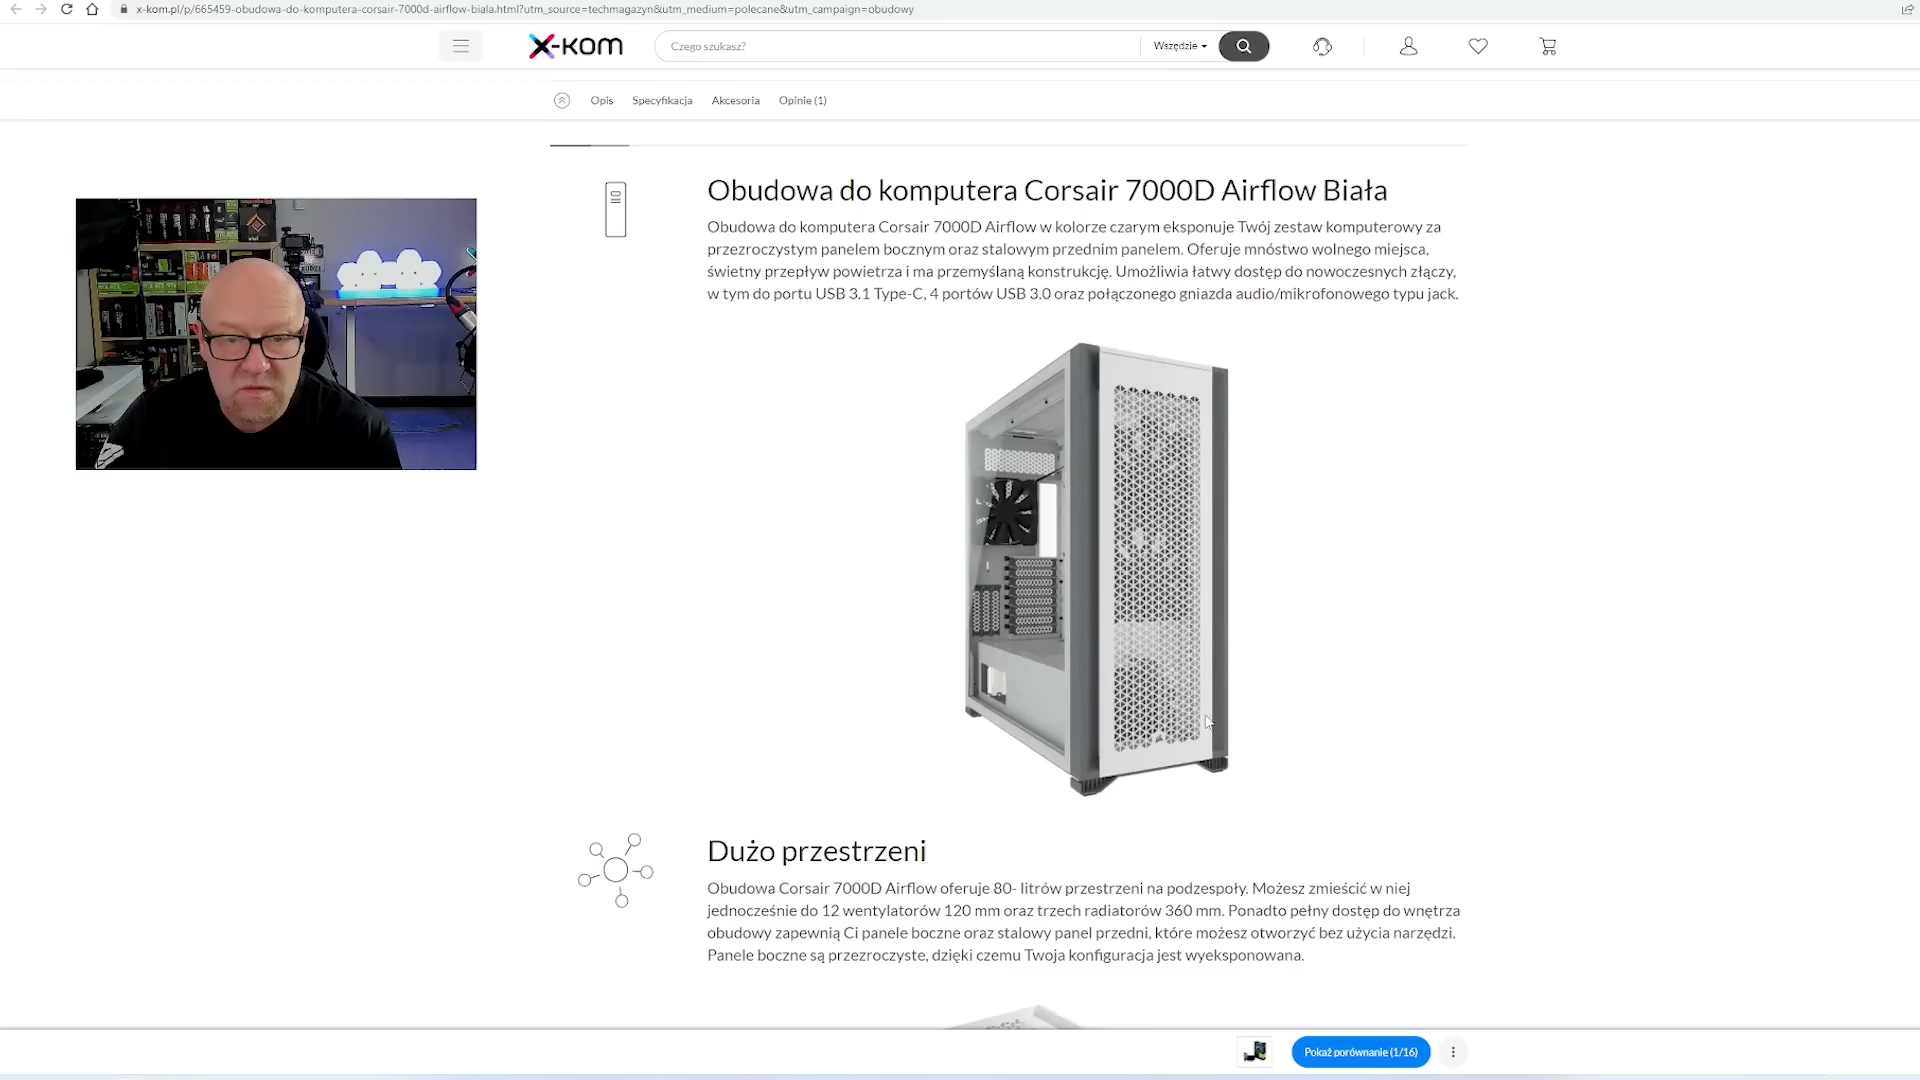 x-kom.pl/p/665459-obudowa-do-komputera-corsair-7000d-airflow-biala.html?utm_source=techmagazyn&utm_medium=polecane&utm_campaign=obudowy
x-kom
Czego szukasz?
Wszędzie
Opis
Specyfikacja
Akcesoria
Opinie (1)
Obudowa do komputera Corsair 7000D Airflow Biała
Obudowa do komputera Corsair 7000D Airflow w kolorze czarym eksponuje Twój zestaw komputerowy za
przezroczystym panelem bocznym oraz stalowym przednim panelem. Oferuje mnóstwo wolnego miejsca,
świetny przepływ powietrza i ma przemyślaną konstrukcję. Umożliwia łatwy dostęp do nowoczesnych złączy,
w tym do portu USB 3.1 Type-C, 4 portów USB 3.0 oraz połączonego gniazda audio/mikrofonowego typu jack.
Dużo przestrzeni
Obudowa Corsair 7000D Airflow oferuje 80- litrów przestrzeni na podzespoły. Możesz zmieścić w niej
jednocześnie do 12 wentylatorów 120 mm oraz trzech radiatorów 360 mm. Ponadto pełny dostęp do wnętrza
obudowy zapewnią Ci panele boczne oraz stalowy panel przedni, które możesz otworzyć bez użycia narzędzi.
Panele boczne są przezroczyste, dzięki czemu Twoja konfiguracja jest wyeksponowana.
Pokaż porównanie (1/16)